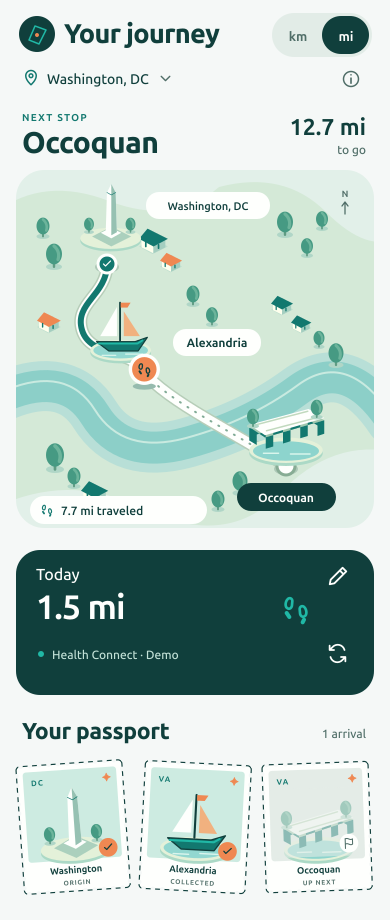 Your journey
km
mi
Washington, DC
NEXT STOP
Occoquan
12.7 mi
to go
Washington, DC
N
Alexandria
Occoquan
7.7 mi traveled
Today
1.5 mi
Health Connect · Demo
Your passport
1 arrival
DC
Washington
ORIGIN
VA
Alexandria
COLLECTED
VA
Occoquan
UP NEXT